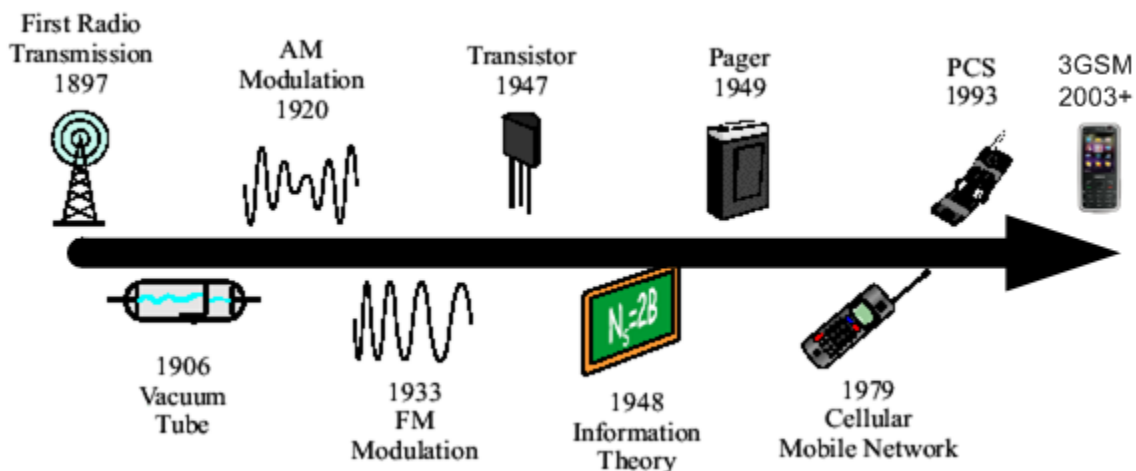 First Radio
Transmission
1897
AM
Modulation
1920
Transistor
1947
Pager
1949
PCS
1993
3GSM
2003+
1906
Vacuum
Tube
1933
FM
Modulation
Ns=2B
1948
Information
Theory
1979
Cellular
Mobile Network